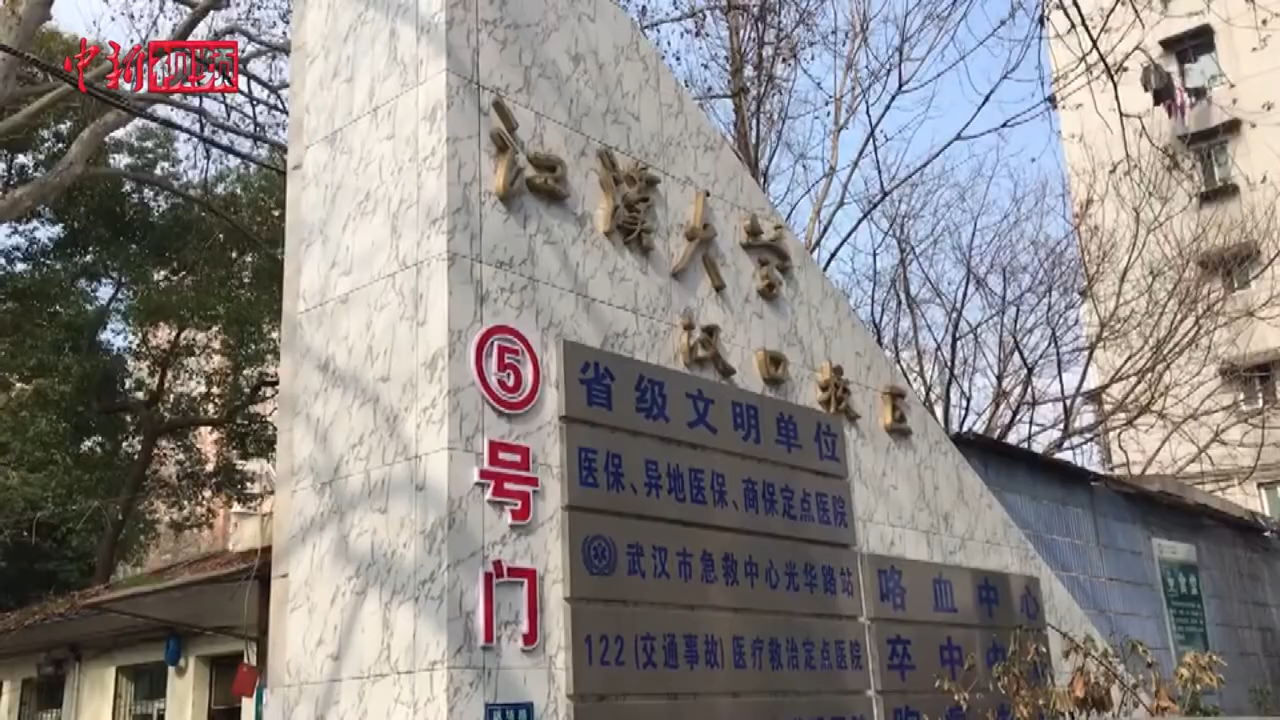 中新视频
江漢大学
汉口校区
⑤号门
省级文明单位
医保、异地医保、商保定点医院
武汉市急救中心光华路站
122(交通事故)医疗救治定点医院
咯血中心
卒中中心